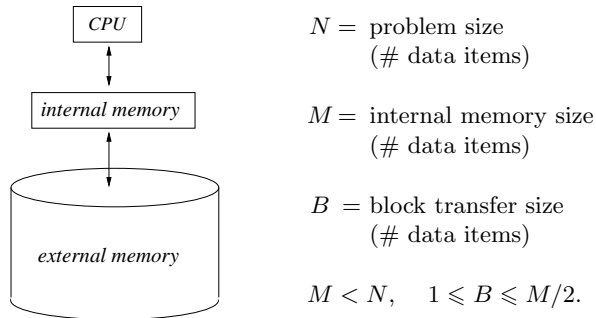 CPU
internal memory
external memory
N = problem size
(# data items)
M = internal memory size
(# data items)
B = block transfer size
(# data items)
M < N, 1 ⩽ B ⩽ M/2.